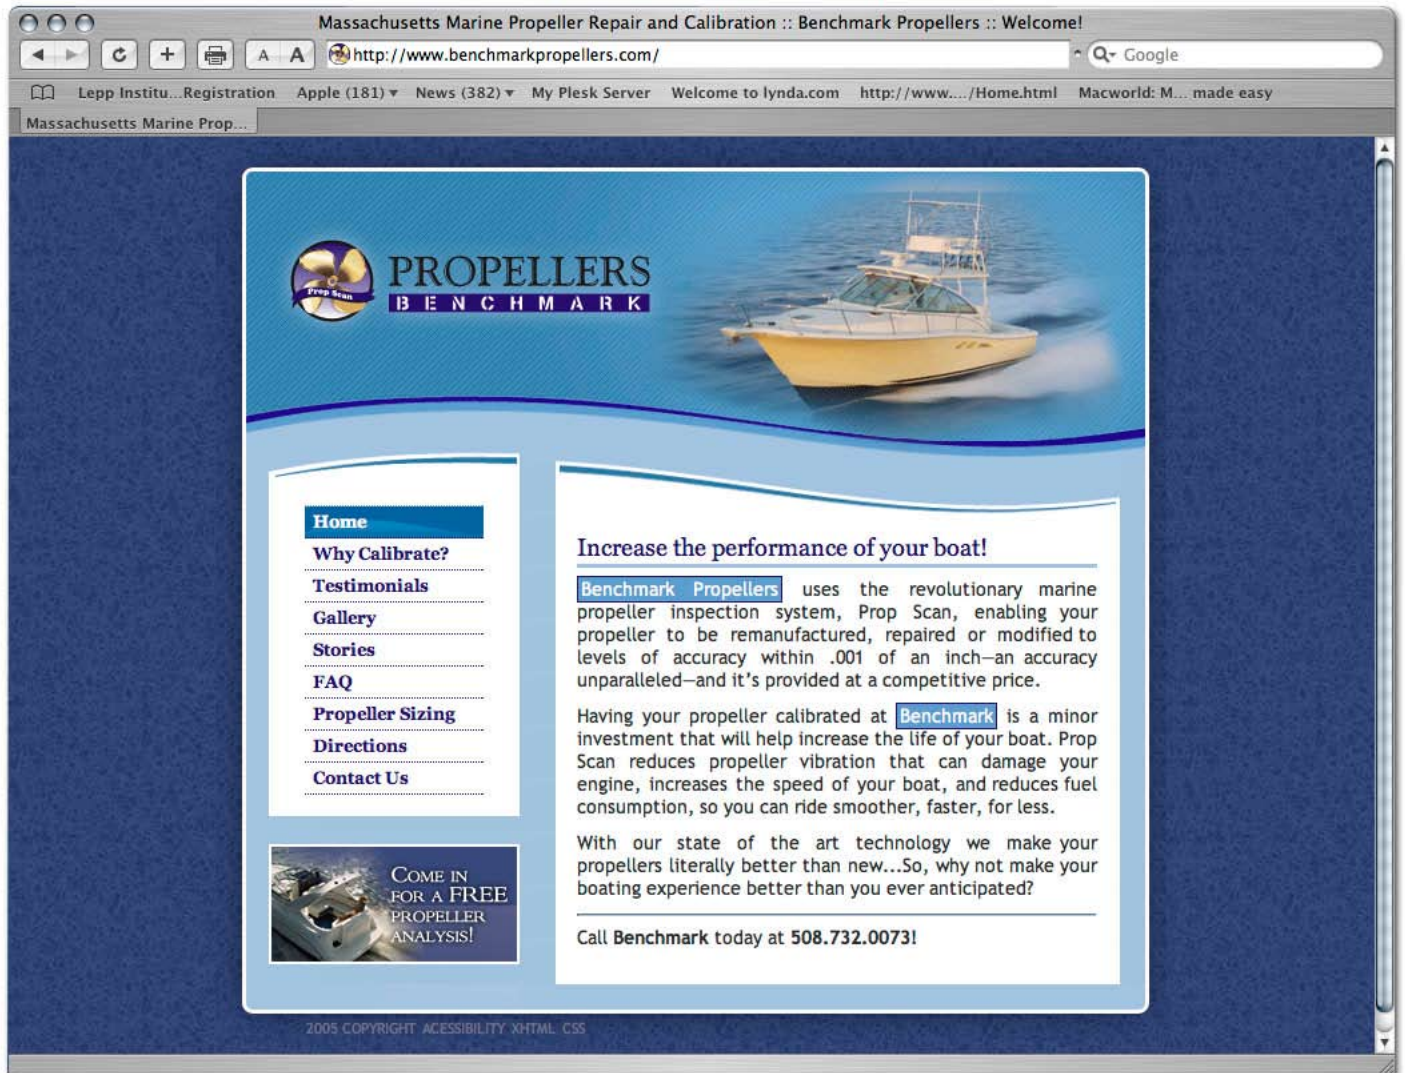 Massachusetts Marine Propeller Repair and Calibration :: Benchmark Propellers :: Welcome!
A A http://www.benchmarkpropellers.com/ Google
Lepp Institu...Registration Apple (181) News (382) My Plesk Server Welcome to lynda.com http://www..../Home.html Macworld: M... made easy
Massachusetts Marine Prop...
Prop Scan
PROPELLERS
BENCHMARK
Home
Why Calibrate?
Testimonials
Gallery
Stories
FAQ
Propeller Sizing
Directions
Contact Us
COME IN
FOR A FREE
PROPELLER
ANALYSIS!
Increase the performance of your boat!
Benchmark Propellers uses the revolutionary marine
propeller inspection system, Prop Scan, enabling your
propeller to be remanufactured, repaired or modified to
levels of accuracy within .001 of an inch—an accuracy
unparalleled—and it's provided at a competitive price.
Having your propeller calibrated at Benchmark is a minor
investment that will help increase the life of your boat. Prop
Scan reduces propeller vibration that can damage your
engine, increases the speed of your boat, and reduces fuel
consumption, so you can ride smoother, faster, for less.
With our state of the art technology we make your
propellers literally better than new...So, why not make your
boating experience better than you ever anticipated?
Call Benchmark today at 508.732.0073!
2005 COPYRIGHT ACESSIBILITY XHTML CSS